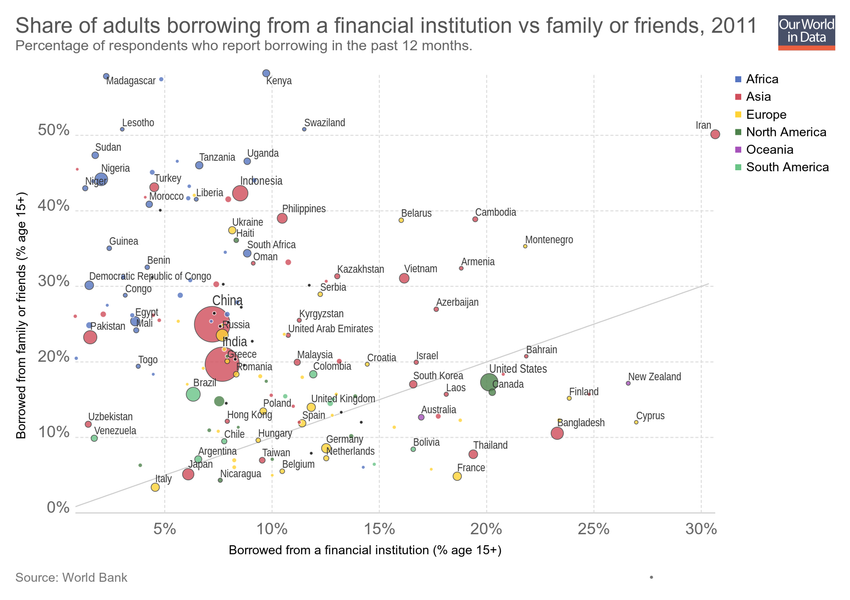 Share of adults borrowing from a financial institution vs family or friends, 2011
Percentage of respondents who report borrowing in the past 12 months.
Our World
in Data
Africa
Asia
Europe
North America
Oceania
South America
Borrowed from family or friends (% age 15+)
50%
40%
30%
20%
10%
0%
Madagascar
Kenya
Lesotho
Swaziland
Iran
Sudan
Tanzania
Uganda
Nigeria
Niger
Turkey
Indonesia
Morocco
Liberia
Philippines
Belarus
Cambodia
Ukraine
Haiti
Guinea
South Africa
Montenegro
Oman
Benin
Kazakhstan
Vietnam
Armenia
Democratic Republic of Congo
Congo
Serbia
China
Azerbaijan
Egypt
Mali
Kyrgyzstan
Pakistan
Russia
United Arab Emirates
India
Greece
Bahrain
Togo
Romania
Malaysia
Colombia
Croatia
Israel
United States
South Korea
Canada
Brazil
Laos
New Zealand
Finland
Poland
United Kingdom
Uzbekistan
Hong Kong
Spain
Australia
Bangladesh
Cyprus
Venezuela
Chile
Hungary
Germany
Bolivia
Argentina
Taiwan
Netherlands
Thailand
Japan
Belgium
Nicaragua
France
Italy
5%
10%
15%
20%
25%
30%
Borrowed from a financial institution (% age 15+)
Source: World Bank